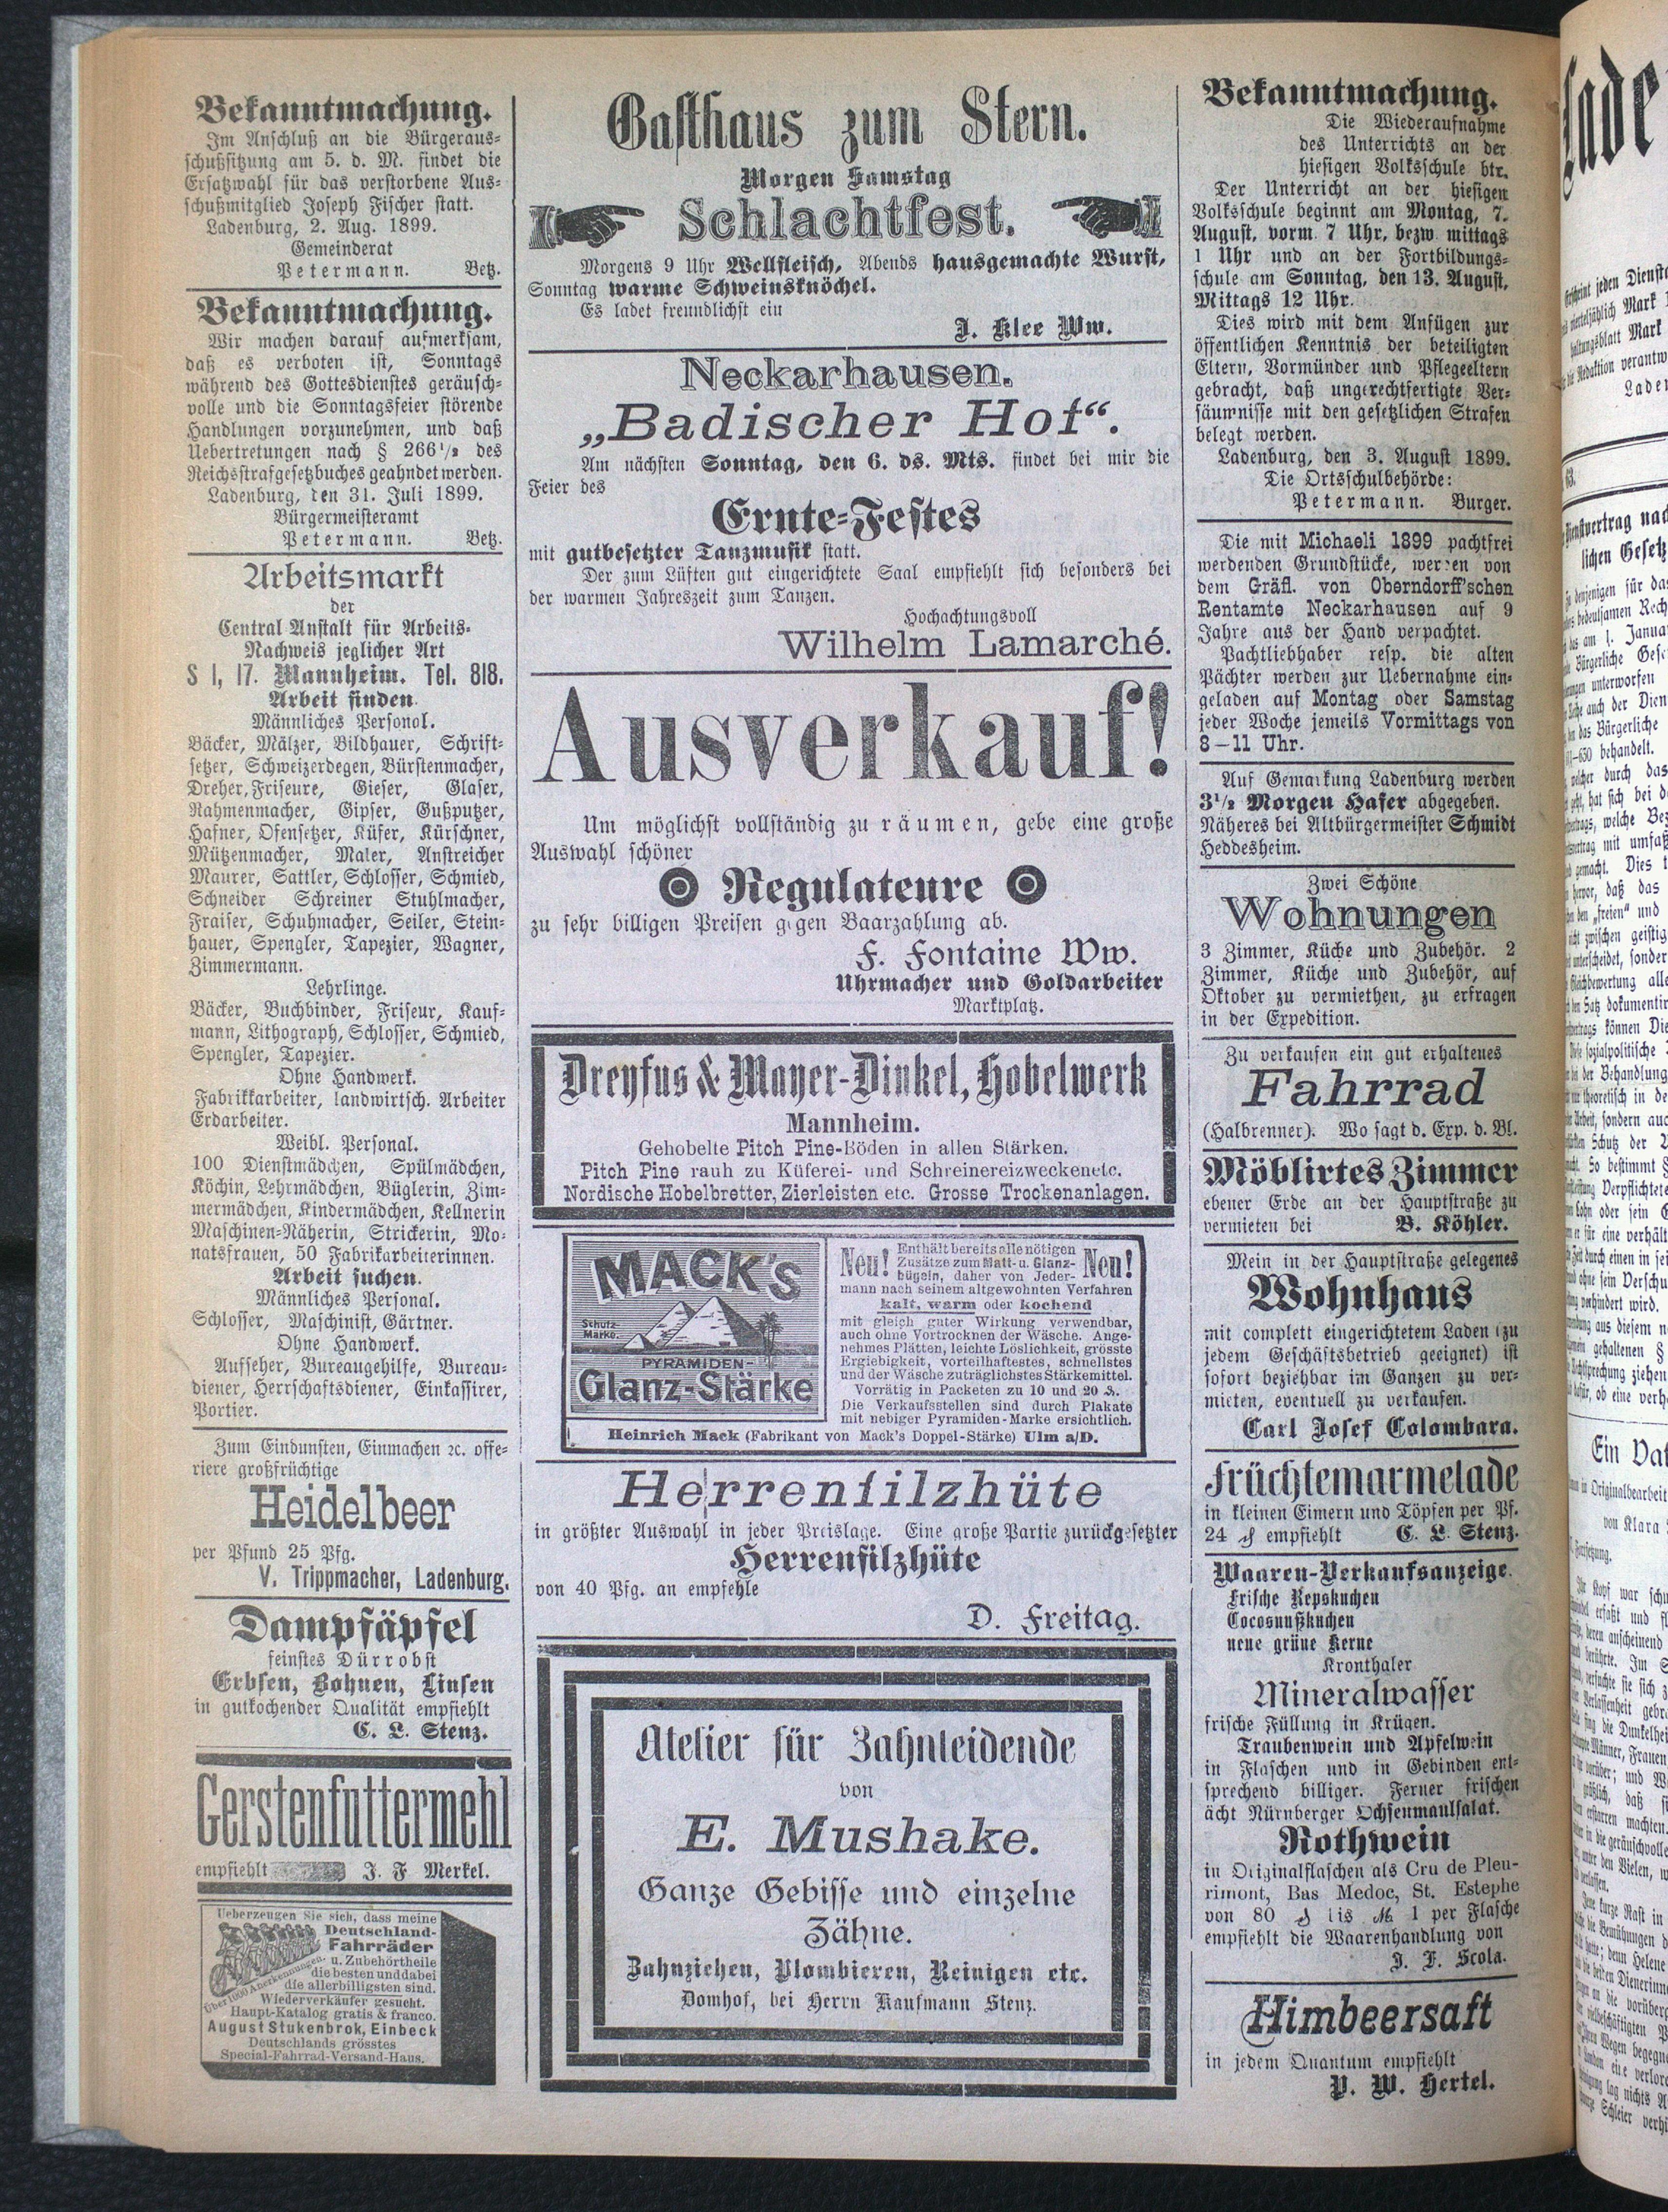 Bekanntmachung.
Im Anschluß an die Bürgeraus-
schußsitzung am 5. d. M. findet die
Ersatzwahl für das verstorbene Aus-
schußmitglied Joseph Fischer statt.
Ladenburg, 2. Aug. 1899.
Gemeinderat
Petermann. Betz.
Bekanntmachung.
Wir machen darauf aufmerksam,
daß es verboten ist, Sonntags
während des Gottesdienstes geräusch-
volle und die Sonntagsfeier störende
Handlungen vorzunehmen, und daß
Uebertretungen nach § 266¹/₂ des
Reichsstrafgesetzbuches geahndet werden.
Ladenburg, den 31. Juli 1899.
Bürgermeisteramt
Petermann. Betz.
Arbeitsmarkt
der
Central Anstalt für Arbeits-
Nachweis jeglicher Art
S 1, 17. Mannheim. Tel. 818.
Arbeit finden.
Männliches Personal.
Bäcker, Mälzer, Bildhauer, Schrift-
setzer, Schweizerdegen, Bürstenmacher,
Dreher, Friseure, Gieser, Glaser,
Rahmenmacher, Gipser, Gußputzer,
Hafner, Ofensetzer, Küfer, Kürschner,
Mützenmacher, Maler, Anstreicher
Maurer, Sattler, Schlosser, Schmied,
Schneider Schreiner Stuhlmacher,
Fraiser, Schuhmacher, Seiler, Stein-
hauer, Spengler, Tapezier, Wagner,
Zimmermann.
Lehrlinge.
Bäcker, Buchbinder, Friseur, Kauf-
mann, Lithograph, Schlosser, Schmied,
Spengler, Tapezier.
Ohne Handwerk.
Fabrikkarbeiter, landwirtsch. Arbeiter
Erdarbeiter.
Weibl. Personal.
100 Dienstmädchen, Spülmädchen,
Köchin, Lehrmädchen, Büglerin, Zim-
mermädchen, Kindermädchen, Kellnerin
Maschinen-Näherin, Strickerin, Mo-
natsfrauen, 50 Fabrikarbeiterinnen.
Arbeit suchen.
Männliches Personal.
Schlosser, Maschinist, Gärtner.
Ohne Handwerk.
Aufseher, Bureaugehilfe, Bureau-
diener, Herrschaftsdiener, Einkassirer,
Portier.
Zum Eindunsten, Einmachen ꝛc. offe-
riere großfrüchtige
Heidelbeer
per Pfund 25 Pfg.
V. Trippmacher, Ladenburg.
Dampfäpfel
feinstes Dürrobst
Erbsen, Bohnen, Linsen
in gutkochender Qualität empfiehlt
C. L. Stenz.
Gerstenfuttermehl
empfiehlt J. F Merkel.
Ueberzeugen Sie sich, dass meine
Deutschland-
Fahrräder
u. Zubehörtheile
die besten und dabei
die allerbilligsten sind.
Über 1000 Anerkennungen.
Wiederverkäufer gesucht.
Haupt-Katalog gratis & franco.
August Stukenbrok, Einbeck
Deutschlands grösstes
Special-Fahrrad-Versand-Haus.
Gasthaus zum Stern.
Morgen Samstag
Schlachtfest.
Morgens 9 Uhr Wellfleisch, Abends hausgemachte Wurst,
Sonntag warme Schweinsknöchel.
Es ladet freundlichst ein
J. Klee Ww.
Neckarhausen.
„Badischer Hof“.
Am nächsten Sonntag, den 6. ds. Mts. findet bei mir die
Feier des
Ernte-Festes
mit gutbesetzter Tanzmusik statt.
Der zum Lüften gut eingerichtete Saal empfiehlt sich besonders bei
der warmen Jahreszeit zum Tanzen.
Hochachtungsvoll
Wilhelm Lamarché.
Ausverkauf!
Um möglichst vollständig zu räumen, gebe eine große
Auswahl schöner
Regulateure
zu sehr billigen Preisen gegen Baarzahlung ab.
F. Fontaine Ww.
Uhrmacher und Goldarbeiter
Marktplatz.
Dreyfus & Mayer-Dinkel, Hobelwerk
Mannheim.
Gehobelte Pitch Pine-Böden in allen Stärken.
Pitch Pine rauh zu Küferei- und Schreinereizwecken etc.
Nordische Hobelbretter, Zierleisten etc. Grosse Trockenanlagen.
MACK'S
Schutz-
Marke.
PYRAMIDEN-
Glanz-Stärke
Neu! Enthält bereits alle nötigen Neu!
Zusätze zum Matt- u. Glanz-
bügeln, daher von Jeder-
mann nach seinem altgewohnten Verfahren
kalt, warm oder kochend
mit gleich guter Wirkung verwendbar,
auch ohne Vortrocknen der Wäsche. Ange-
nehmes Plätten, leichte Löslichkeit, grösste
Ergiebigkeit, vorteilhaftestes, schnellstes
und der Wäsche zuträglichstes Stärkemittel.
Vorrätig in Packeten zu 10 und 20 ₰.
Die Verkaufsstellen sind durch Plakate
mit nebiger Pyramiden-Marke ersichtlich.
Heinrich Mack (Fabrikant von Mack's Doppel-Stärke) Ulm a/D.
Herrenfilzhüte
in größter Auswahl in jeder Preislage. Eine große Partie zurückgesetzter
Herrenfilzhüte
von 40 Pfg. an empfehle
D. Freitag.
Atelier für Zahnleidende
von
E. Mushake.
Ganze Gebisse und einzelne
Zähne.
Zahnziehen, Plombieren, Reinigen etc.
Domhof, bei Herrn Kaufmann Stenz.
Bekanntmachung.
Die Wiederaufnahme
des Unterrichts an der
hiesigen Volksschule btr.
Der Unterricht an der hiesigen
Volksschule beginnt am Montag, 7.
August, vorm. 7 Uhr, bezw. mittags
1 Uhr und an der Fortbildungs-
schule am Sonntag, den 13. August,
Mittags 12 Uhr.
Dies wird mit dem Anfügen zur
öffentlichen Kenntnis der beteiligten
Eltern, Vormünder und Pflegeeltern
gebracht, daß ungerechtfertigte Ver-
säumnisse mit den gesetzlichen Strafen
belegt werden.
Ladenburg, den 3. August 1899.
Die Ortsschulbehörde:
Petermann. Burger.
Die mit Michaeli 1899 pachtfrei
werdenden Grundstücke, werden von
dem Gräfl. von Oberndorff'schen
Rentamte Neckarhausen auf 9
Jahre aus der Hand verpachtet.
Pachtliebhaber resp. die alten
Pächter werden zur Uebernahme ein-
geladen auf Montag oder Samstag
jeder Woche jemeils Vormittags von
8–11 Uhr.
Auf Gemarkung Ladenburg werden
3¹/₂ Morgen Hafer abgegeben.
Näheres bei Altbürgermeister Schmidt
Heddesheim.
Zwei Schöne
Wohnungen
3 Zimmer, Küche und Zubehör. 2
Zimmer, Küche und Zubehör, auf
Oktober zu vermiethen, zu erfragen
in der Expedition.
Zu verkaufen ein gut erhaltenes
Fahrrad
(Halbrenner). Wo sagt d. Exp. d. Bl.
Möblirtes Zimmer
ebener Erde an der Hauptstraße zu
vermieten bei B. Köhler.
Mein in der Hauptstraße gelegenes
Wohnhaus
mit complett eingerichtetem Laden (zu
jedem Geschäftsbetrieb geeignet) ist
sofort beziehbar im Ganzen zu ver-
mieten, eventuell zu verkaufen.
Carl Josef Colombara.
Früchtemarmelade
in kleinen Eimern und Töpfen per Pf.
24 ₰ empfiehlt C. L. Stenz.
Waaren-Verkaufsanzeige.
Frische Repskuchen
Cocosnußkuchen
neue grüne Kerne
Kronthaler
Mineralwasser
frische Füllung in Krügen.
Traubenwein und Apfelwein
in Flaschen und in Gebinden ent-
sprechend billiger. Ferner frischen
ächt Nürnberger Ochsenmaulsalat.
Rothwein
in Originalflaschen als Cru de Pleu-
rimont, Bas Medoc, St. Estephe
von 80 ₰ bis ℳ 1 per Flasche
empfiehlt die Waarenhandlung von
J. F. Scola.
Himbeersaft
in jedem Quantum empfiehlt
P. W. Hertel.